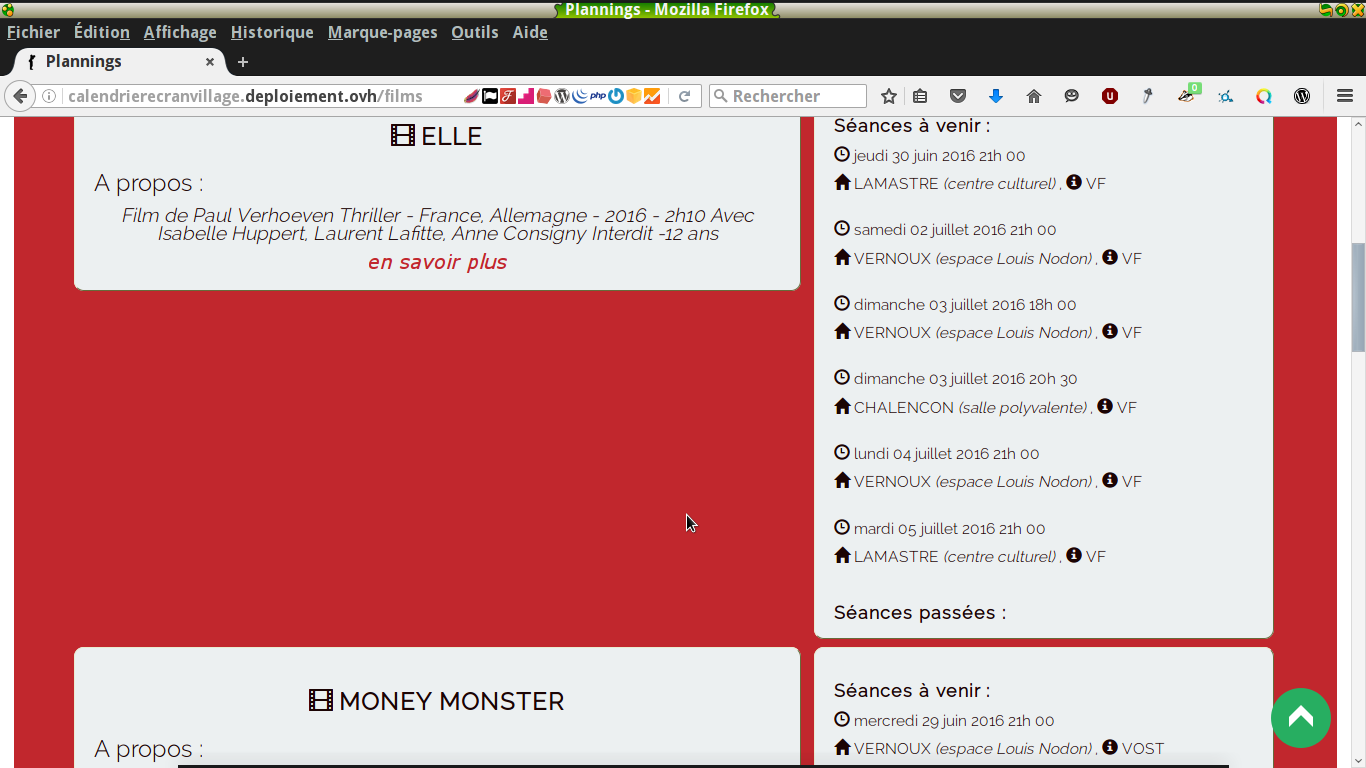 Plannings - Mozilla Firefox
Fichier Édition Affichage Historique Marque-pages Outils Aide
Plannings × +
calendrierecranvillage.deploiement.ovh/films
php
Rechercher
0
ELLE
A propos :
Film de Paul Verhoeven Thriller - France, Allemagne - 2016 - 2h10 Avec
Isabelle Huppert, Laurent Lafitte, Anne Consigny Interdit -12 ans
en savoir plus
Séances à venir :
jeudi 30 juin 2016 21h 00
LAMASTRE (centre culturel) , VF
samedi 02 juillet 2016 21h 00
VERNOUX (espace Louis Nodon) , VF
dimanche 03 juillet 2016 18h 00
VERNOUX (espace Louis Nodon) , VF
dimanche 03 juillet 2016 20h 30
CHALENCON (salle polyvalente) , VF
lundi 04 juillet 2016 21h 00
VERNOUX (espace Louis Nodon) , VF
mardi 05 juillet 2016 21h 00
LAMASTRE (centre culturel) , VF
Séances passées :
MONEY MONSTER
A propos :
Séances à venir :
mercredi 29 juin 2016 21h 00
VERNOUX (espace Louis Nodon) , VOST